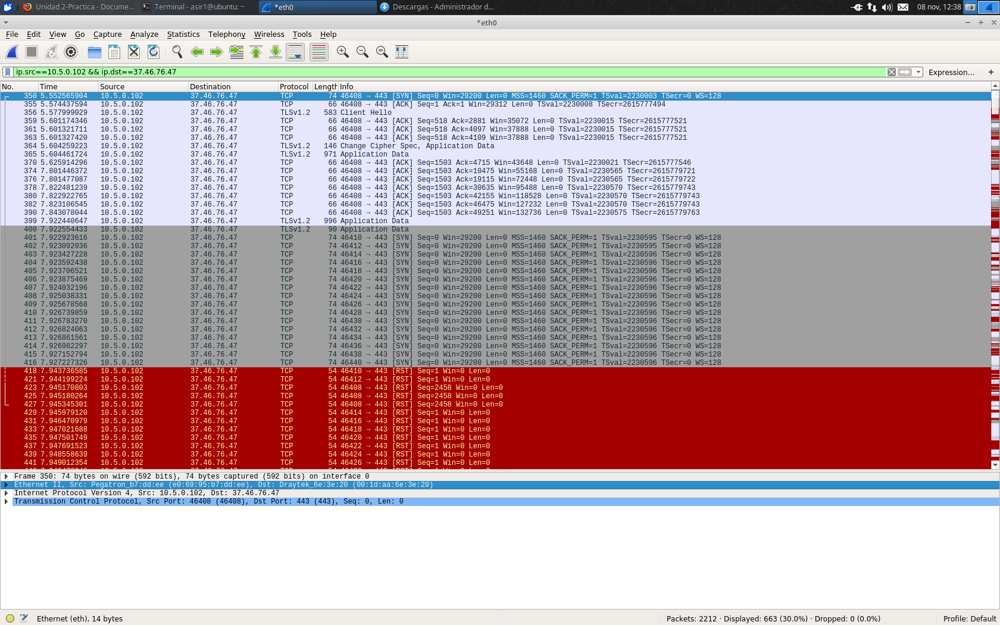 Unidad 2-Practica - Docume...
Terminal - asir1@ubuntu: ~
*eth0
Descargas - Administrador d...
08 nov, 12:38
*eth0
File Edit View Go Capture Analyze Statistics Telephony Wireless Tools Help
ip.src==10.5.0.102 && ip.dst==37.46.76.47
Expression...
+
No. Time Source Destination Protocol Length Info
350 5.552565904 10.5.0.102 37.46.76.47 TCP 74 46408 → 443 [SYN] Seq=0 Win=29200 Len=0 MSS=1460 SACK_PERM=1 TSval=2230003 TSecr=0 WS=128
355 5.574437594 10.5.0.102 37.46.76.47 TCP 66 46408 → 443 [ACK] Seq=1 Ack=1 Win=29312 Len=0 TSval=2230008 TSecr=2615777494
356 5.577999029 10.5.0.102 37.46.76.47 TLSv1.2 583 Client Hello
359 5.601174346 10.5.0.102 37.46.76.47 TCP 66 46408 → 443 [ACK] Seq=518 Ack=2881 Win=35072 Len=0 TSval=2230015 TSecr=2615777521
361 5.601321711 10.5.0.102 37.46.76.47 TCP 66 46408 → 443 [ACK] Seq=518 Ack=4097 Win=37888 Len=0 TSval=2230015 TSecr=2615777521
363 5.601327420 10.5.0.102 37.46.76.47 TCP 66 46408 → 443 [ACK] Seq=518 Ack=4109 Win=37888 Len=0 TSval=2230015 TSecr=2615777521
364 5.604259223 10.5.0.102 37.46.76.47 TLSv1.2 146 Change Cipher Spec, Application Data
365 5.604461724 10.5.0.102 37.46.76.47 TLSv1.2 971 Application Data
370 5.625914296 10.5.0.102 37.46.76.47 TCP 66 46408 → 443 [ACK] Seq=1503 Ack=4715 Win=43648 Len=0 TSval=2230021 TSecr=2615777546
374 7.801446372 10.5.0.102 37.46.76.47 TCP 66 46408 → 443 [ACK] Seq=1503 Ack=10475 Win=55168 Len=0 TSval=2230565 TSecr=2615779721
376 7.801477087 10.5.0.102 37.46.76.47 TCP 66 46408 → 443 [ACK] Seq=1503 Ack=19115 Win=72448 Len=0 TSval=2230565 TSecr=2615779722
378 7.822481239 10.5.0.102 37.46.76.47 TCP 66 46408 → 443 [ACK] Seq=1503 Ack=30635 Win=95488 Len=0 TSval=2230570 TSecr=2615779743
380 7.822922765 10.5.0.102 37.46.76.47 TCP 66 46408 → 443 [ACK] Seq=1503 Ack=42155 Win=118528 Len=0 TSval=2230570 TSecr=2615779743
382 7.823106545 10.5.0.102 37.46.76.47 TCP 66 46408 → 443 [ACK] Seq=1503 Ack=46475 Win=127232 Len=0 TSval=2230570 TSecr=2615779743
390 7.843078044 10.5.0.102 37.46.76.47 TCP 66 46408 → 443 [ACK] Seq=1503 Ack=49251 Win=132736 Len=0 TSval=2230575 TSecr=2615779763
399 7.922440647 10.5.0.102 37.46.76.47 TLSv1.2 996 Application Data
400 7.922554433 10.5.0.102 37.46.76.47 TLSv1.2 90 Application Data
401 7.922923616 10.5.0.102 37.46.76.47 TCP 74 46410 → 443 [SYN] Seq=0 Win=29200 Len=0 MSS=1460 SACK_PERM=1 TSval=2230595 TSecr=0 WS=128
402 7.923092036 10.5.0.102 37.46.76.47 TCP 74 46412 → 443 [SYN] Seq=0 Win=29200 Len=0 MSS=1460 SACK_PERM=1 TSval=2230595 TSecr=0 WS=128
403 7.923427228 10.5.0.102 37.46.76.47 TCP 74 46414 → 443 [SYN] Seq=0 Win=29200 Len=0 MSS=1460 SACK_PERM=1 TSval=2230596 TSecr=0 WS=128
404 7.923592438 10.5.0.102 37.46.76.47 TCP 74 46416 → 443 [SYN] Seq=0 Win=29200 Len=0 MSS=1460 SACK_PERM=1 TSval=2230596 TSecr=0 WS=128
405 7.923706521 10.5.0.102 37.46.76.47 TCP 74 46418 → 443 [SYN] Seq=0 Win=29200 Len=0 MSS=1460 SACK_PERM=1 TSval=2230596 TSecr=0 WS=128
406 7.923875469 10.5.0.102 37.46.76.47 TCP 74 46420 → 443 [SYN] Seq=0 Win=29200 Len=0 MSS=1460 SACK_PERM=1 TSval=2230596 TSecr=0 WS=128
407 7.924032196 10.5.0.102 37.46.76.47 TCP 74 46422 → 443 [SYN] Seq=0 Win=29200 Len=0 MSS=1460 SACK_PERM=1 TSval=2230596 TSecr=0 WS=128
408 7.925038331 10.5.0.102 37.46.76.47 TCP 74 46424 → 443 [SYN] Seq=0 Win=29200 Len=0 MSS=1460 SACK_PERM=1 TSval=2230596 TSecr=0 WS=128
409 7.925678568 10.5.0.102 37.46.76.47 TCP 74 46426 → 443 [SYN] Seq=0 Win=29200 Len=0 MSS=1460 SACK_PERM=1 TSval=2230596 TSecr=0 WS=128
410 7.926739859 10.5.0.102 37.46.76.47 TCP 74 46428 → 443 [SYN] Seq=0 Win=29200 Len=0 MSS=1460 SACK_PERM=1 TSval=2230596 TSecr=0 WS=128
411 7.926783270 10.5.0.102 37.46.76.47 TCP 74 46430 → 443 [SYN] Seq=0 Win=29200 Len=0 MSS=1460 SACK_PERM=1 TSval=2230596 TSecr=0 WS=128
412 7.926824063 10.5.0.102 37.46.76.47 TCP 74 46432 → 443 [SYN] Seq=0 Win=29200 Len=0 MSS=1460 SACK_PERM=1 TSval=2230596 TSecr=0 WS=128
413 7.926861561 10.5.0.102 37.46.76.47 TCP 74 46434 → 443 [SYN] Seq=0 Win=29200 Len=0 MSS=1460 SACK_PERM=1 TSval=2230596 TSecr=0 WS=128
414 7.926982297 10.5.0.102 37.46.76.47 TCP 74 46436 → 443 [SYN] Seq=0 Win=29200 Len=0 MSS=1460 SACK_PERM=1 TSval=2230596 TSecr=0 WS=128
415 7.927152794 10.5.0.102 37.46.76.47 TCP 74 46438 → 443 [SYN] Seq=0 Win=29200 Len=0 MSS=1460 SACK_PERM=1 TSval=2230596 TSecr=0 WS=128
416 7.927227326 10.5.0.102 37.46.76.47 TCP 74 46440 → 443 [SYN] Seq=0 Win=29200 Len=0 MSS=1460 SACK_PERM=1 TSval=2230596 TSecr=0 WS=128
418 7.943736585 10.5.0.102 37.46.76.47 TCP 54 46410 → 443 [RST] Seq=1 Win=0 Len=0
421 7.944199224 10.5.0.102 37.46.76.47 TCP 54 46412 → 443 [RST] Seq=1 Win=0 Len=0
423 7.945170803 10.5.0.102 37.46.76.47 TCP 54 46408 → 443 [RST] Seq=2458 Win=0 Len=0
425 7.945180264 10.5.0.102 37.46.76.47 TCP 54 46408 → 443 [RST] Seq=2458 Win=0 Len=0
427 7.945345301 10.5.0.102 37.46.76.47 TCP 54 46408 → 443 [RST] Seq=2458 Win=0 Len=0
429 7.945979120 10.5.0.102 37.46.76.47 TCP 54 46414 → 443 [RST] Seq=1 Win=0 Len=0
431 7.946470979 10.5.0.102 37.46.76.47 TCP 54 46416 → 443 [RST] Seq=1 Win=0 Len=0
433 7.947021688 10.5.0.102 37.46.76.47 TCP 54 46418 → 443 [RST] Seq=1 Win=0 Len=0
435 7.947501749 10.5.0.102 37.46.76.47 TCP 54 46420 → 443 [RST] Seq=1 Win=0 Len=0
437 7.947691523 10.5.0.102 37.46.76.47 TCP 54 46422 → 443 [RST] Seq=1 Win=0 Len=0
439 7.948558639 10.5.0.102 37.46.76.47 TCP 54 46424 → 443 [RST] Seq=1 Win=0 Len=0
441 7.949012354 10.5.0.102 37.46.76.47 TCP 54 46426 → 443 [RST] Seq=1 Win=0 Len=0
Frame 350: 74 bytes on wire (592 bits), 74 bytes captured (592 bits) on interface 0
Ethernet II, Src: Pegatron_b7:dd:ee (e0:69:95:b7:dd:ee), Dst: Draytek_6e:3e:20 (00:1d:aa:6e:3e:20)
Internet Protocol Version 4, Src: 10.5.0.102, Dst: 37.46.76.47
Transmission Control Protocol, Src Port: 46408 (46408), Dst Port: 443 (443), Seq: 0, Len: 0
Ethernet (eth), 14 bytes
Packets: 2212 · Displayed: 663 (30.0%) · Dropped: 0 (0.0%)
Profile: Default